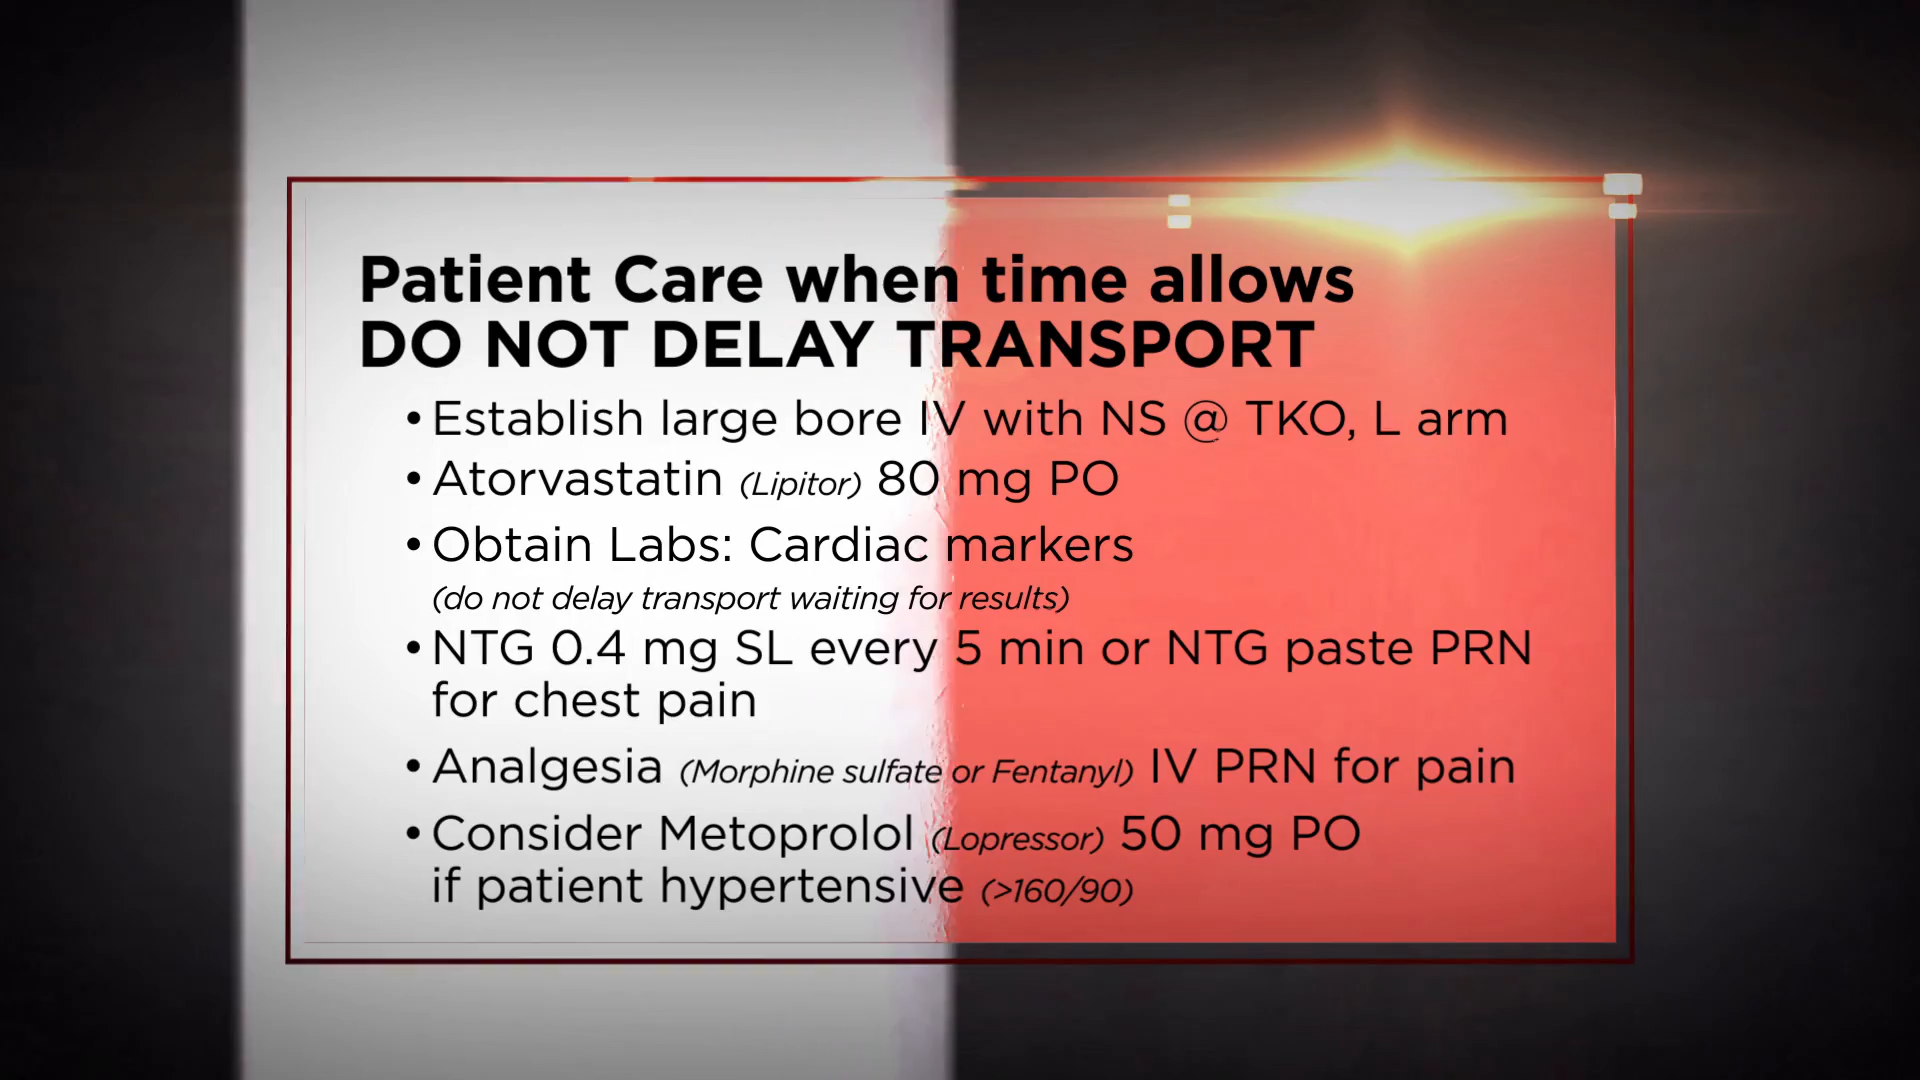 Patient Care when time allows
DO NOT DELAY TRANSPORT
• Establish large bore IV with NS @ TKO, L arm
• Atorvastatin (Lipitor) 80 mg PO
• Obtain Labs: Cardiac markers
(do not delay transport waiting for results)
• NTG 0.4 mg SL every 5 min or NTG paste PRN
for chest pain
• Analgesia (Morphine sulfate or Fentanyl) IV PRN for pain
• Consider Metoprolol (Lopressor) 50 mg PO
if patient hypertensive (>160/90)